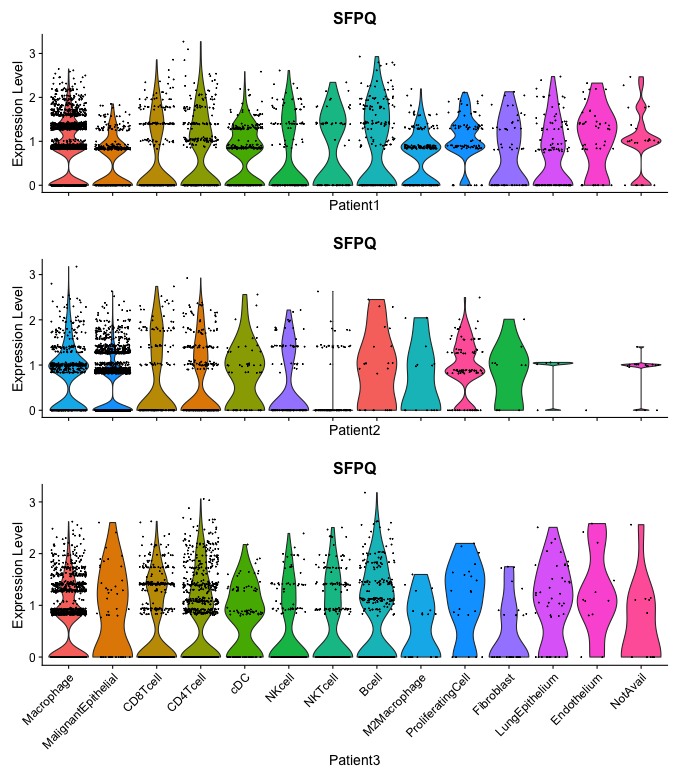 SFPQ
Expression Level
3
2
1
0
Patient1
SFPQ
Expression Level
3
2
1
0
Patient2
SFPQ
Expression Level
3
2
1
0
Macrophage
MalignantEpithelial
CD8Tcell
CD4Tcell
cDC
NKcell
NKTcell
Bcell
M2Macrophage
ProliferatingCell
Fibroblast
LungEpithelium
Endothelium
NotAvail
Patient3